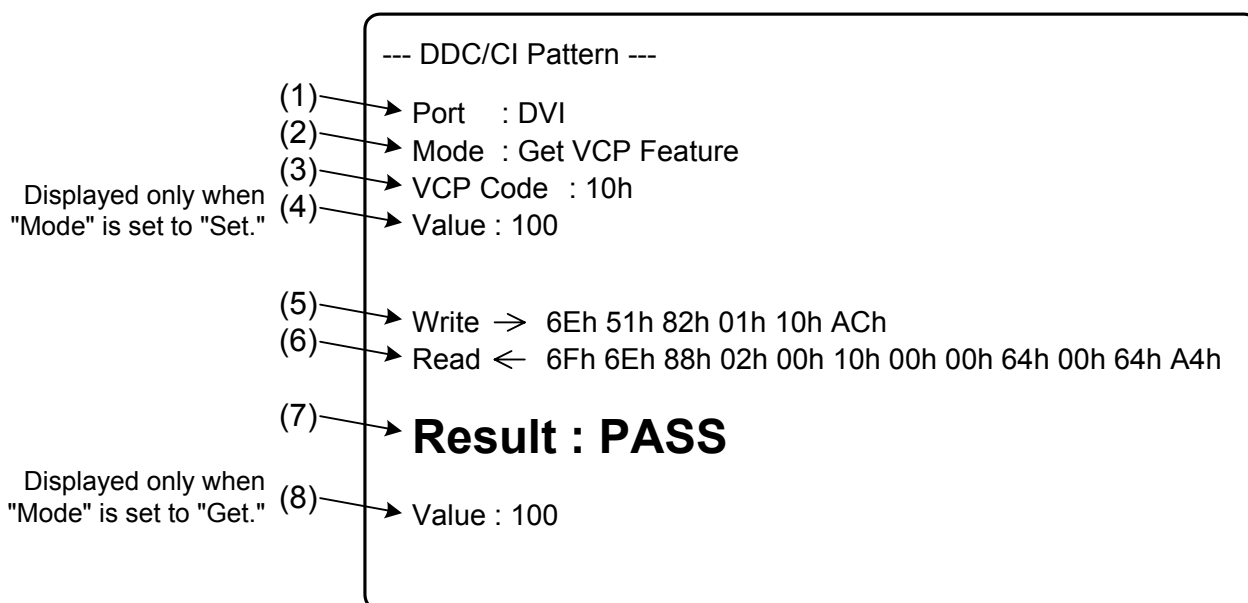 --- DDC/CI Pattern ---
(1) Port : DVI
(2) Mode : Get VCP Feature
(3) VCP Code : 10h
Displayed only when
"Mode" is set to "Set."
(4) Value : 100
(5) Write → 6Eh 51h 82h 01h 10h ACh
(6) Read ← 6Fh 6Eh 88h 02h 00h 10h 00h 00h 64h 00h 64h A4h
(7) Result : PASS
Displayed only when
"Mode" is set to "Get."
(8) Value : 100